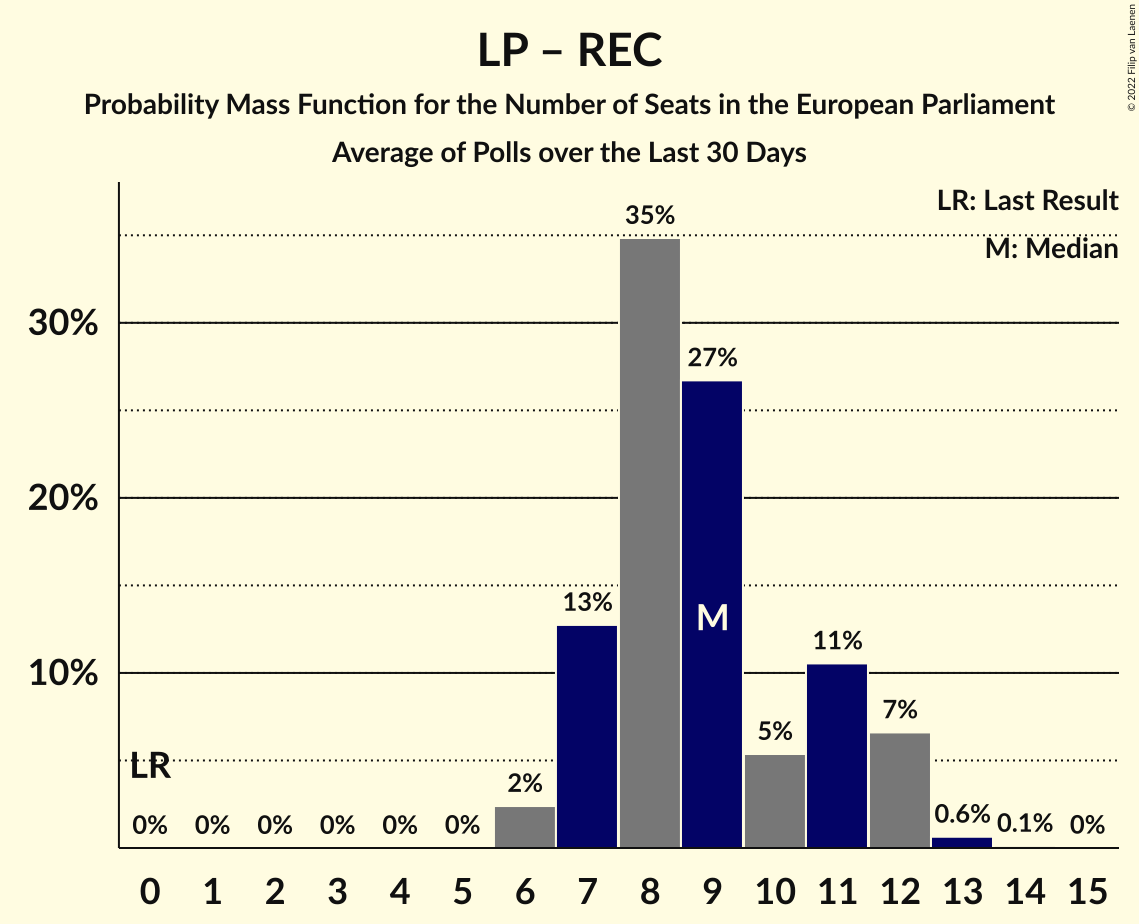 LP – REC
Probability Mass Function for the Number of Seats in the European Parliament
Average of Polls over the Last 30 Days
© 2022 Filip van Laenen
LR: Last Result
M: Median
35%
30%
27%
20%
13%
M
11%
10%
7%
5%
LR
2%
0% 0% 0% 0% 0% 0% 0.6% 0.1% 0%
0 1 2 3 4 5 6 7 8 9 10 11 12 13 14 15